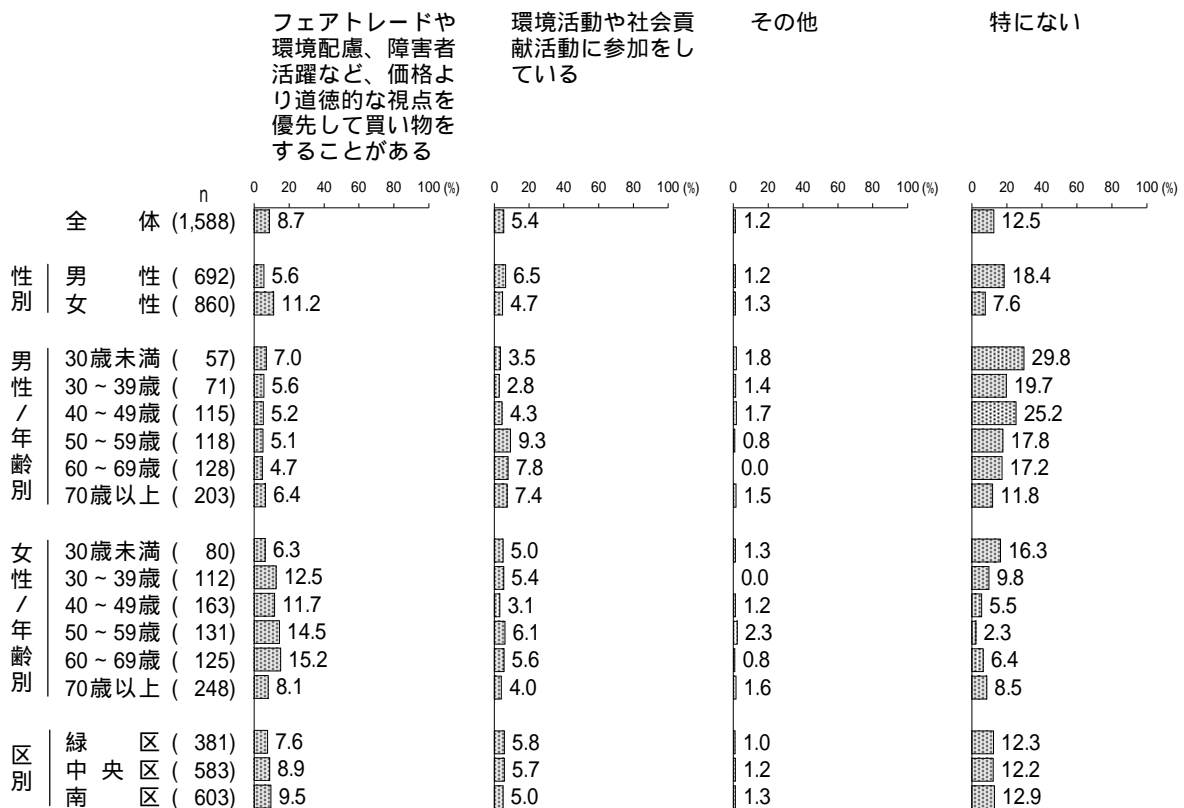 フェアトレードや
環境配慮、障害者
活躍など、価格よ
り道徳的な視点を
優先して買い物を
することがある
環境活動や社会貢
献活動に参加をし
ている
その他
特にない
n
0 20 40 60 80 100 (%)
0 20 40 60 80 100 (%)
0 20 40 60 80 100 (%)
0 20 40 60 80 100 (%)
全体 (1,588) 8.7 5.4 1.2 12.5
性別
男性 ( 692) 5.6 6.5 1.2 18.4
女性 ( 860) 11.2 4.7 1.3 7.6
男性/年齢別
30歳未満 ( 57) 7.0 3.5 1.8 29.8
30~39歳 ( 71) 5.6 2.8 1.4 19.7
40~49歳 ( 115) 5.2 4.3 1.7 25.2
50~59歳 ( 118) 5.1 9.3 0.8 17.8
60~69歳 ( 128) 4.7 7.8 0.0 17.2
70歳以上 ( 203) 6.4 7.4 1.5 11.8
女性/年齢別
30歳未満 ( 80) 6.3 5.0 1.3 16.3
30~39歳 ( 112) 12.5 5.4 0.0 9.8
40~49歳 ( 163) 11.7 3.1 1.2 5.5
50~59歳 ( 131) 14.5 6.1 2.3 2.3
60~69歳 ( 125) 15.2 5.6 0.8 6.4
70歳以上 ( 248) 8.1 4.0 1.6 8.5
区別
緑区 ( 381) 7.6 5.8 1.0 12.3
中央区 ( 583) 8.9 5.7 1.2 12.2
南区 ( 603) 9.5 5.0 1.3 12.9